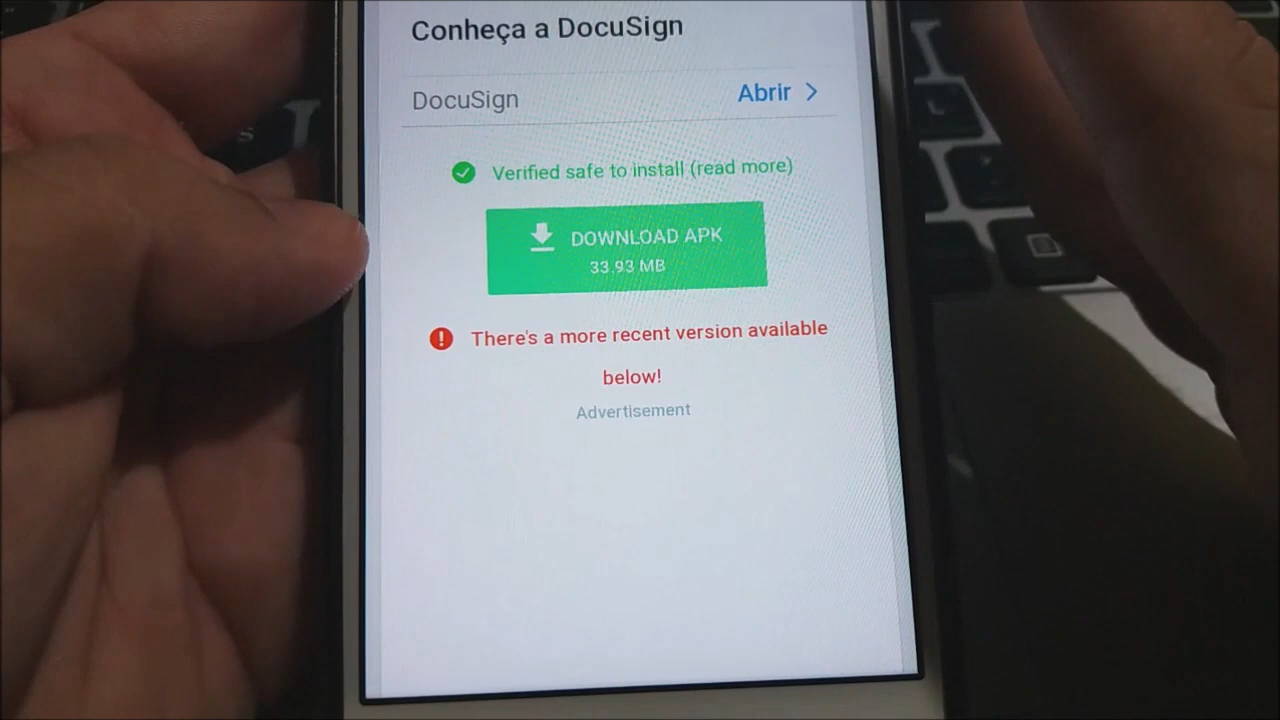 Conheça a DocuSign
DocuSign
Abrir
Verified safe to install (read more)
DOWNLOAD APK
33.93 MB
There's a more recent version available
below!
Advertisement